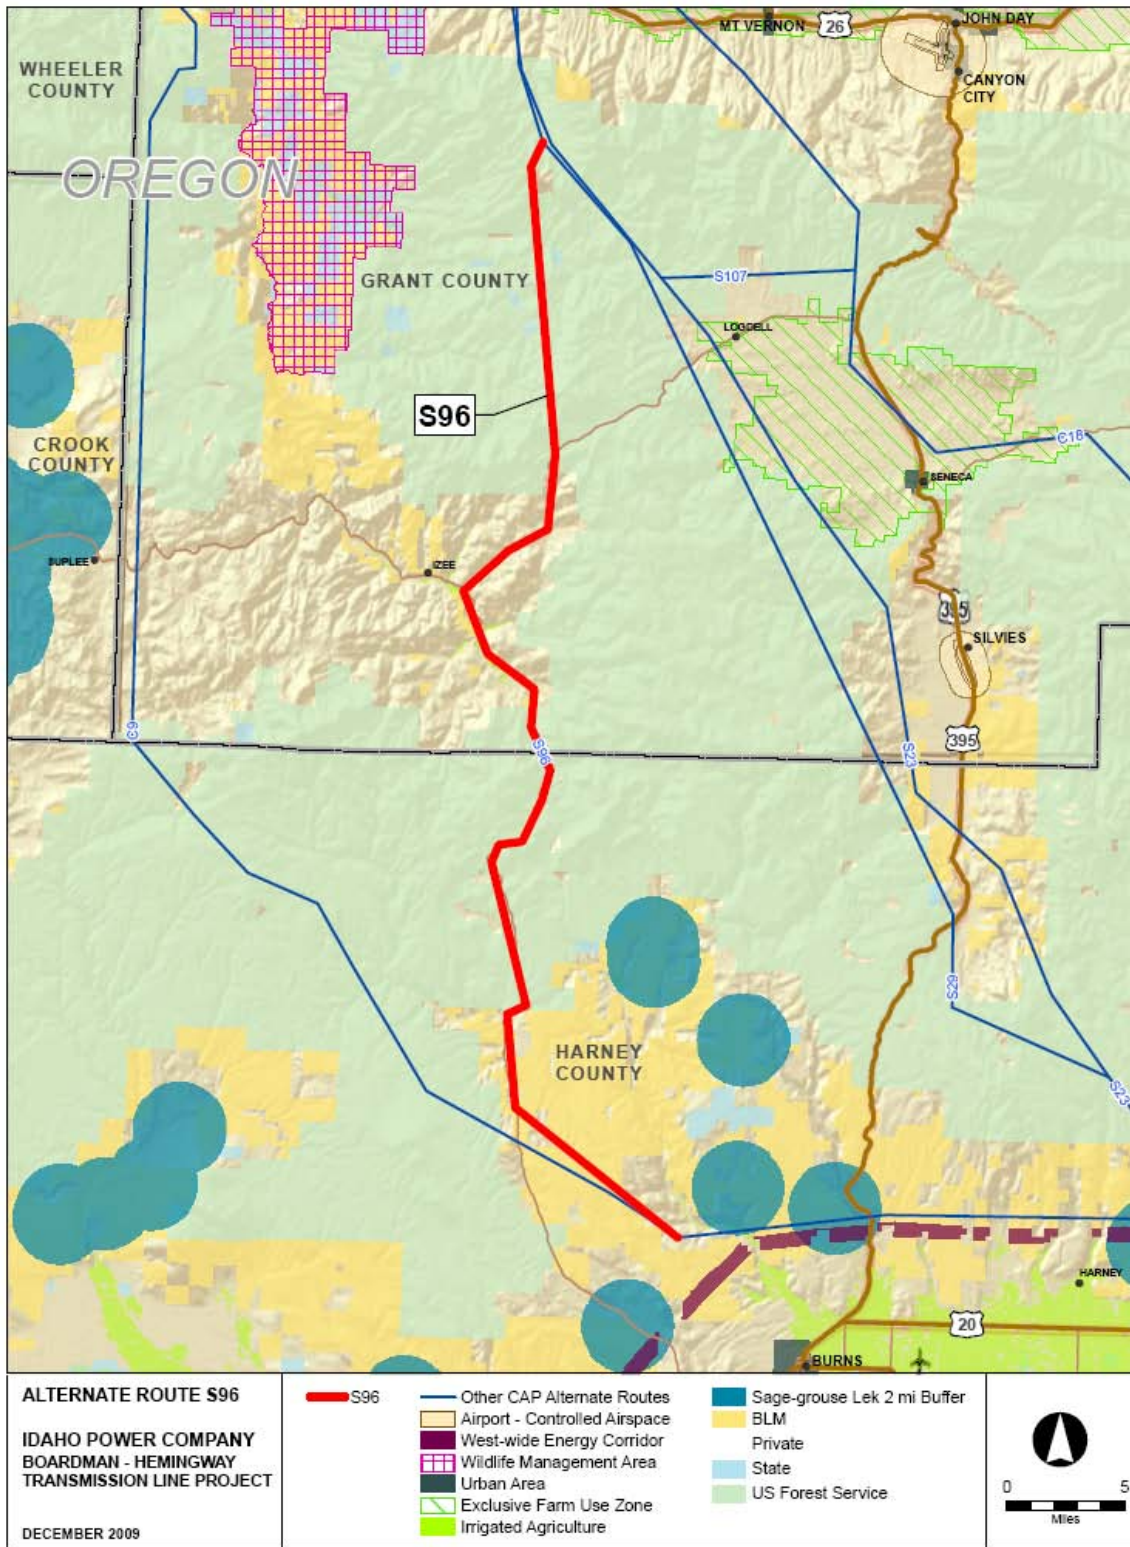 MT VERNON
26
JOHN DAY
CANYON
CITY
WHEELER
COUNTY
OREGON
GRANT COUNTY
S107
LOGDELL
S96
CROOK
COUNTY
C18
SENECA
SUPLEE
IZEE
395
SILVIES
63
S96
S23
395
S29
HARNEY
COUNTY
S23
HARNEY
20
BURNS
ALTERNATE ROUTE S96
IDAHO POWER COMPANY
BOARDMAN - HEMINGWAY
TRANSMISSION LINE PROJECT
DECEMBER 2009
S96
Other CAP Alternate Routes
Airport - Controlled Airspace
West-wide Energy Corridor
Wildlife Management Area
Urban Area
Exclusive Farm Use Zone
Irrigated Agriculture
Sage-grouse Lek 2 mi Buffer
BLM
Private
State
US Forest Service
0 5
Miles